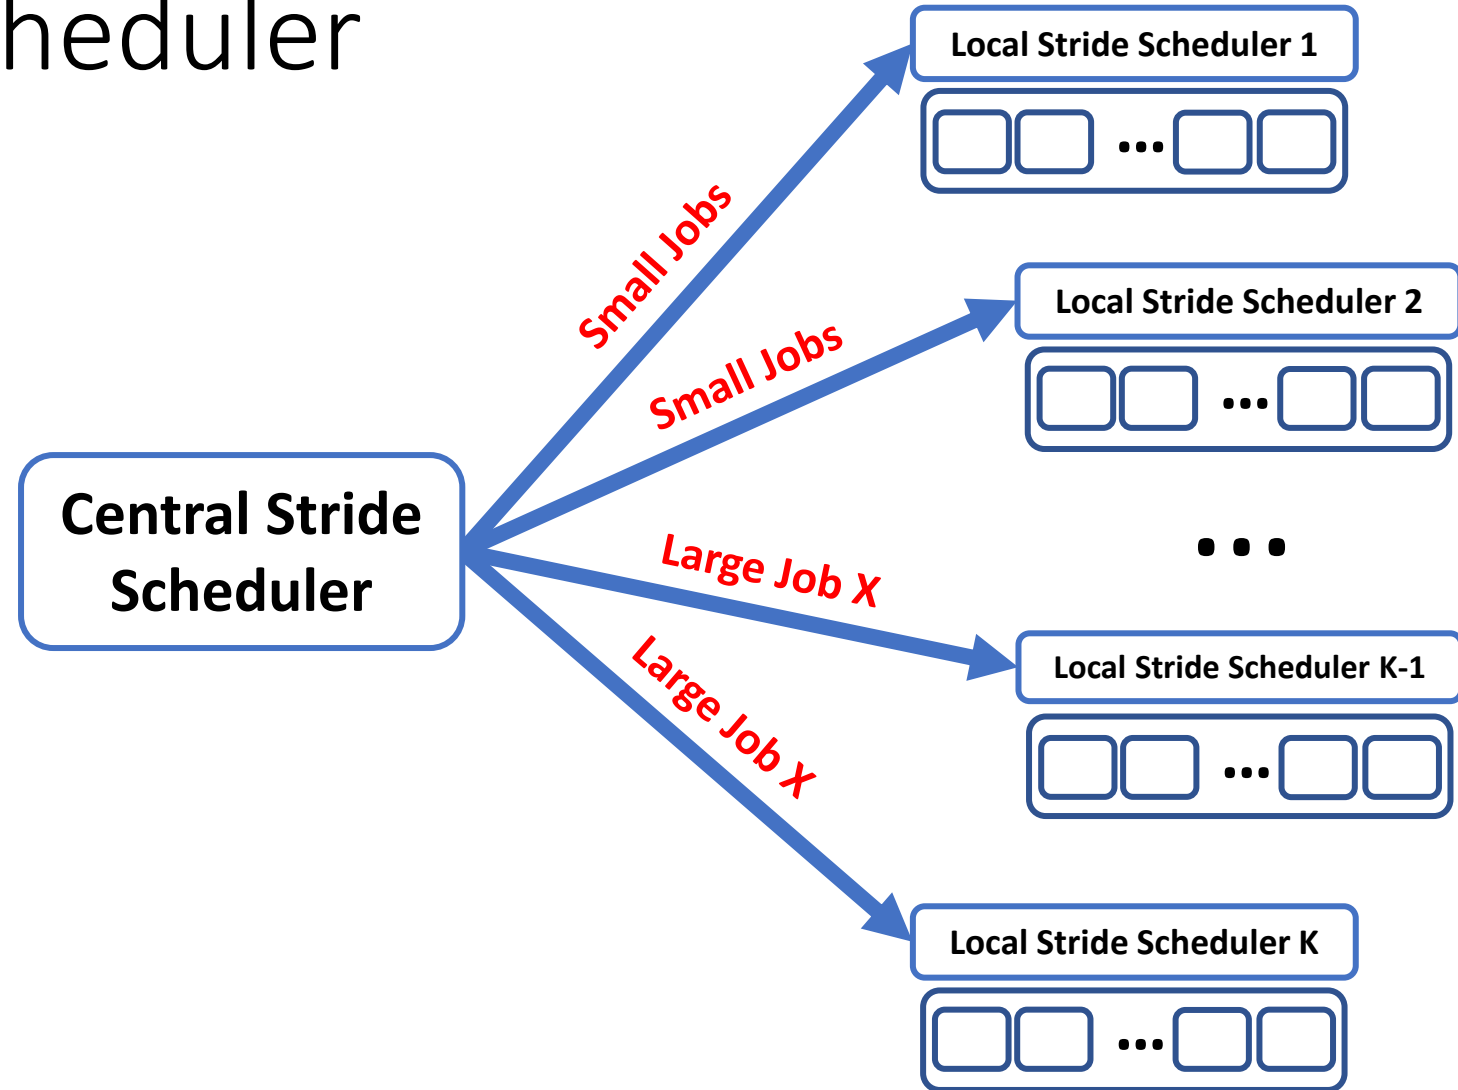 heduler
Local Stride Scheduler 1
...
Small Jobs
Local Stride Scheduler 2
...
Small Jobs
Central Stride
Scheduler
...
Large Job X
Local Stride Scheduler K-1
...
Large Job X
Local Stride Scheduler K
...